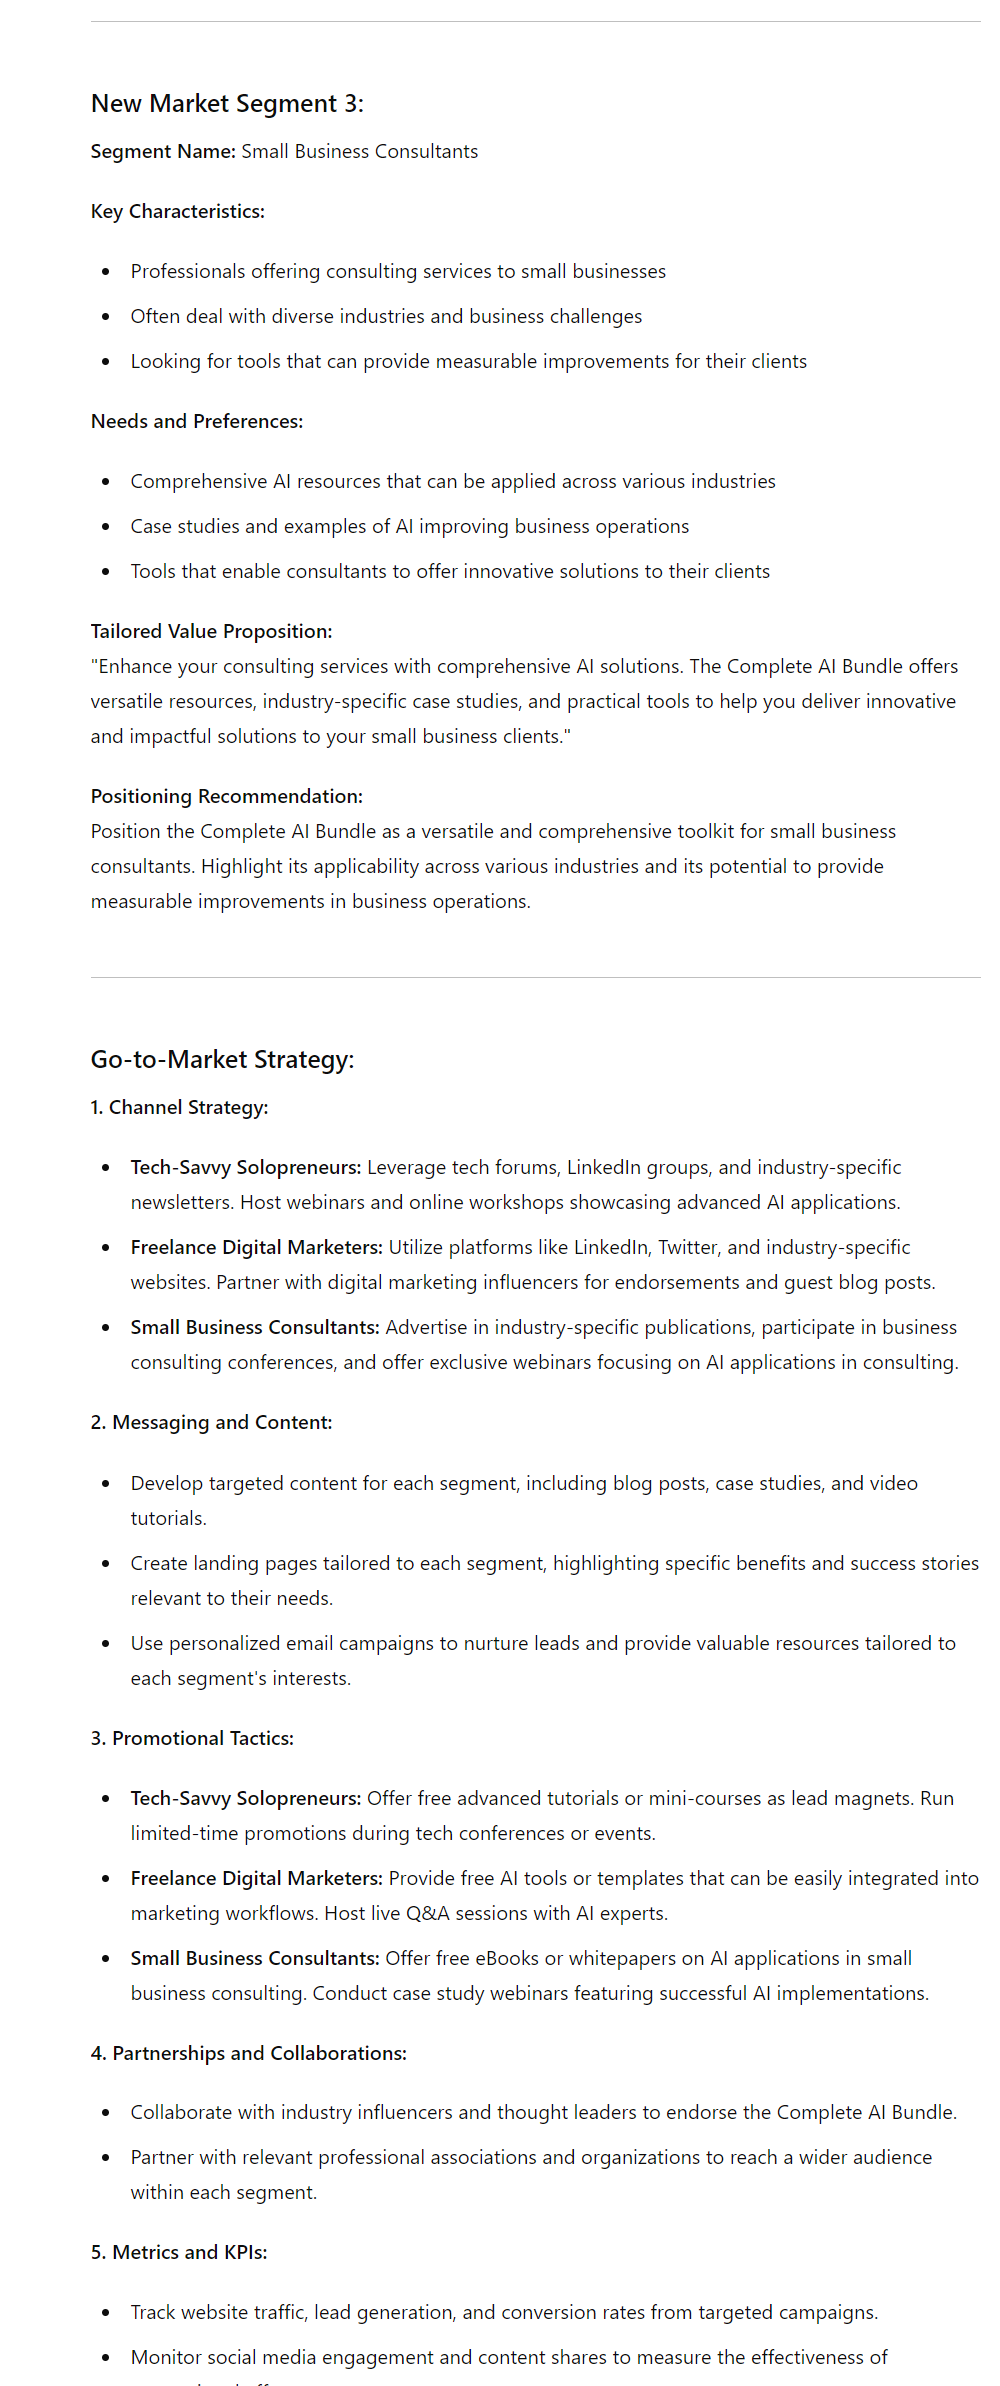 New Market Segment 3:
Segment Name: Small Business Consultants
Key Characteristics:
• Professionals offering consulting services to small businesses
• Often deal with diverse industries and business challenges
• Looking for tools that can provide measurable improvements for their clients
Needs and Preferences:
• Comprehensive AI resources that can be applied across various industries
• Case studies and examples of AI improving business operations
• Tools that enable consultants to offer innovative solutions to their clients
Tailored Value Proposition:
"Enhance your consulting services with comprehensive AI solutions. The Complete AI Bundle offers
versatile resources, industry-specific case studies, and practical tools to help you deliver innovative
and impactful solutions to your small business clients."
Positioning Recommendation:
Position the Complete AI Bundle as a versatile and comprehensive toolkit for small business
consultants. Highlight its applicability across various industries and its potential to provide
measurable improvements in business operations.
Go-to-Market Strategy:
1. Channel Strategy:
• Tech-Savvy Solopreneurs: Leverage tech forums, LinkedIn groups, and industry-specific
newsletters. Host webinars and online workshops showcasing advanced AI applications.
• Freelance Digital Marketers: Utilize platforms like LinkedIn, Twitter, and industry-specific
websites. Partner with digital marketing influencers for endorsements and guest blog posts.
• Small Business Consultants: Advertise in industry-specific publications, participate in business
consulting conferences, and offer exclusive webinars focusing on AI applications in consulting.
2. Messaging and Content:
• Develop targeted content for each segment, including blog posts, case studies, and video
tutorials.
• Create landing pages tailored to each segment, highlighting specific benefits and success stories
relevant to their needs.
• Use personalized email campaigns to nurture leads and provide valuable resources tailored to
each segment's interests.
3. Promotional Tactics:
• Tech-Savvy Solopreneurs: Offer free advanced tutorials or mini-courses as lead magnets. Run
limited-time promotions during tech conferences or events.
• Freelance Digital Marketers: Provide free AI tools or templates that can be easily integrated into
marketing workflows. Host live Q&A sessions with AI experts.
• Small Business Consultants: Offer free eBooks or whitepapers on AI applications in small
business consulting. Conduct case study webinars featuring successful AI implementations.
4. Partnerships and Collaborations:
• Collaborate with industry influencers and thought leaders to endorse the Complete AI Bundle.
• Partner with relevant professional associations and organizations to reach a wider audience
within each segment.
5. Metrics and KPIs:
• Track website traffic, lead generation, and conversion rates from targeted campaigns.
• Monitor social media engagement and content shares to measure the effectiveness of